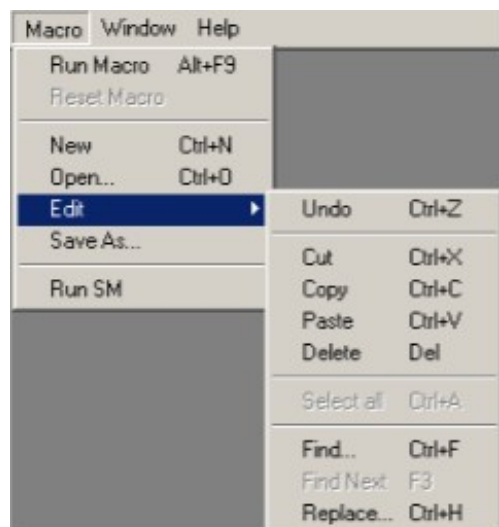 Macro Window Help
Run Macro Alt+F9
Reset Macro
New Ctrl+N
Open... Ctrl+O
Edit
Save As...
Run SM
Undo Ctrl+Z
Cut Ctrl+X
Copy Ctrl+C
Paste Ctrl+V
Delete Del
Select all Ctrl+A
Find... Ctrl+F
Find Next F3
Replace... Ctrl+H